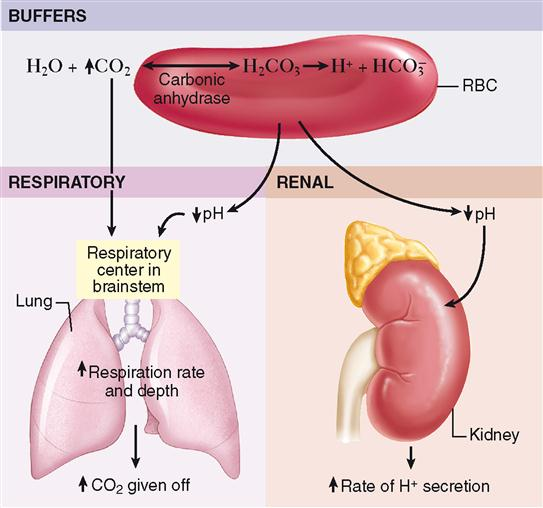 BUFFERS
H₂O + ↑CO₂ ↔ H₂CO₃ → H⁺ + HCO₃⁻
Carbonic
anhydrase
RBC
RESPIRATORY
RENAL
↓pH
↓pH
Respiratory
center in
brainstem
Lung
↑Respiration rate
and depth
Kidney
↑CO₂ given off
↑Rate of H⁺ secretion